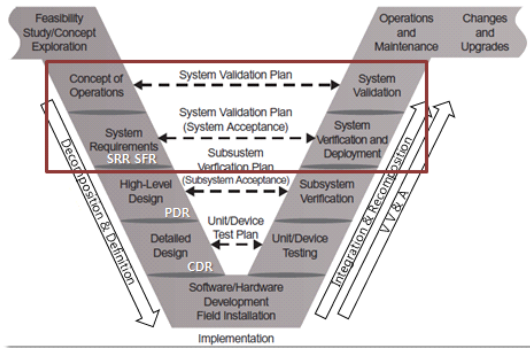 Feasibility
Study/Concept
Exploration
Operations
and
Maintenance
Changes
and
Upgrades
Concept of
Operations
System Validation Plan
System
Validation
System
Requirements
SRR SFR
System Validation Plan
(System Acceptance)
System
Verification and
Deployment
High-Level
Design
PDR
Subsustem
Verfication Plan
(Subsystem Acceptance)
Subsystem
Verification
Detailed
Design
CDR
Unit/Device
Test Plan
Unit/Device
Testing
Software/Hardware
Development
Field Installation
Implementation
Decomposition & Definition
Integration & Recomposition
V V & A